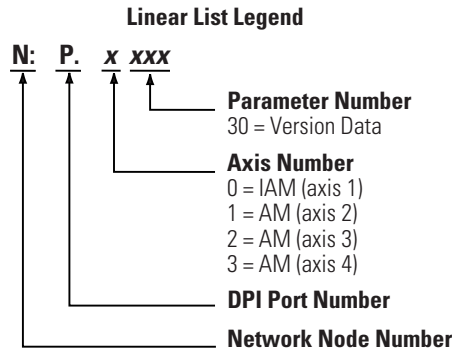 Linear List Legend
N: P. x xxx
Parameter Number
30 = Version Data
Axis Number
0 = IAM (axis 1)
1 = AM (axis 2)
2 = AM (axis 3)
3 = AM (axis 4)
DPI Port Number
Network Node Number